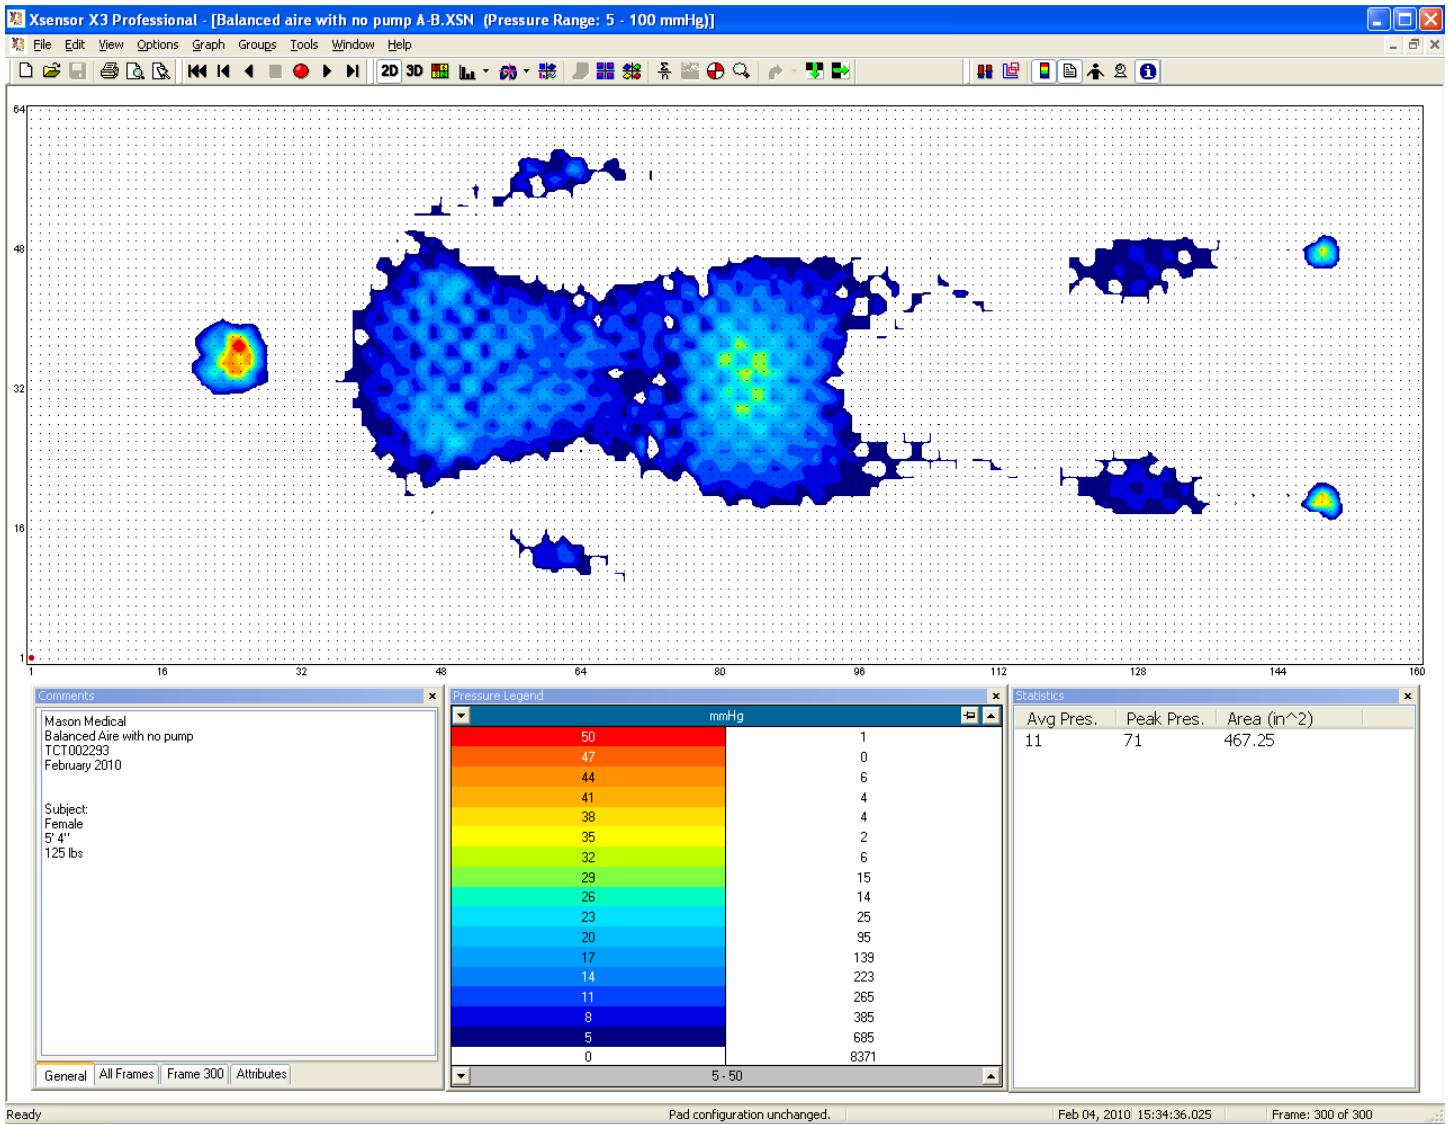 Xsensor X3 Professional - [Balanced aire with no pump A-B.XSN (Pressure Range: 5 - 100 mmHg)]
File Edit View Options Graph Groups Tools Window Help
2D 3D
64
48
32
16
1
1 16 32 48 64 80 96 112 128 144 160
Comments
Mason Medical
Balanced Aire with no pump
TCT002293
February 2010
Subject:
Female
5' 4"
125 lbs
General All Frames Frame 300 Attributes
Pressure Legend
mmHg
50 1
47 0
44 6
41 4
38 4
35 2
32 6
29 15
26 14
23 25
20 95
17 139
14 223
11 265
8 385
5 685
0 8371
5 - 50
Statistics
Avg Pres. Peak Pres. Area (in^2)
11 71 467.25
Ready Pad configuration unchanged. Feb 04, 2010 15:34:36.025 Frame: 300 of 300